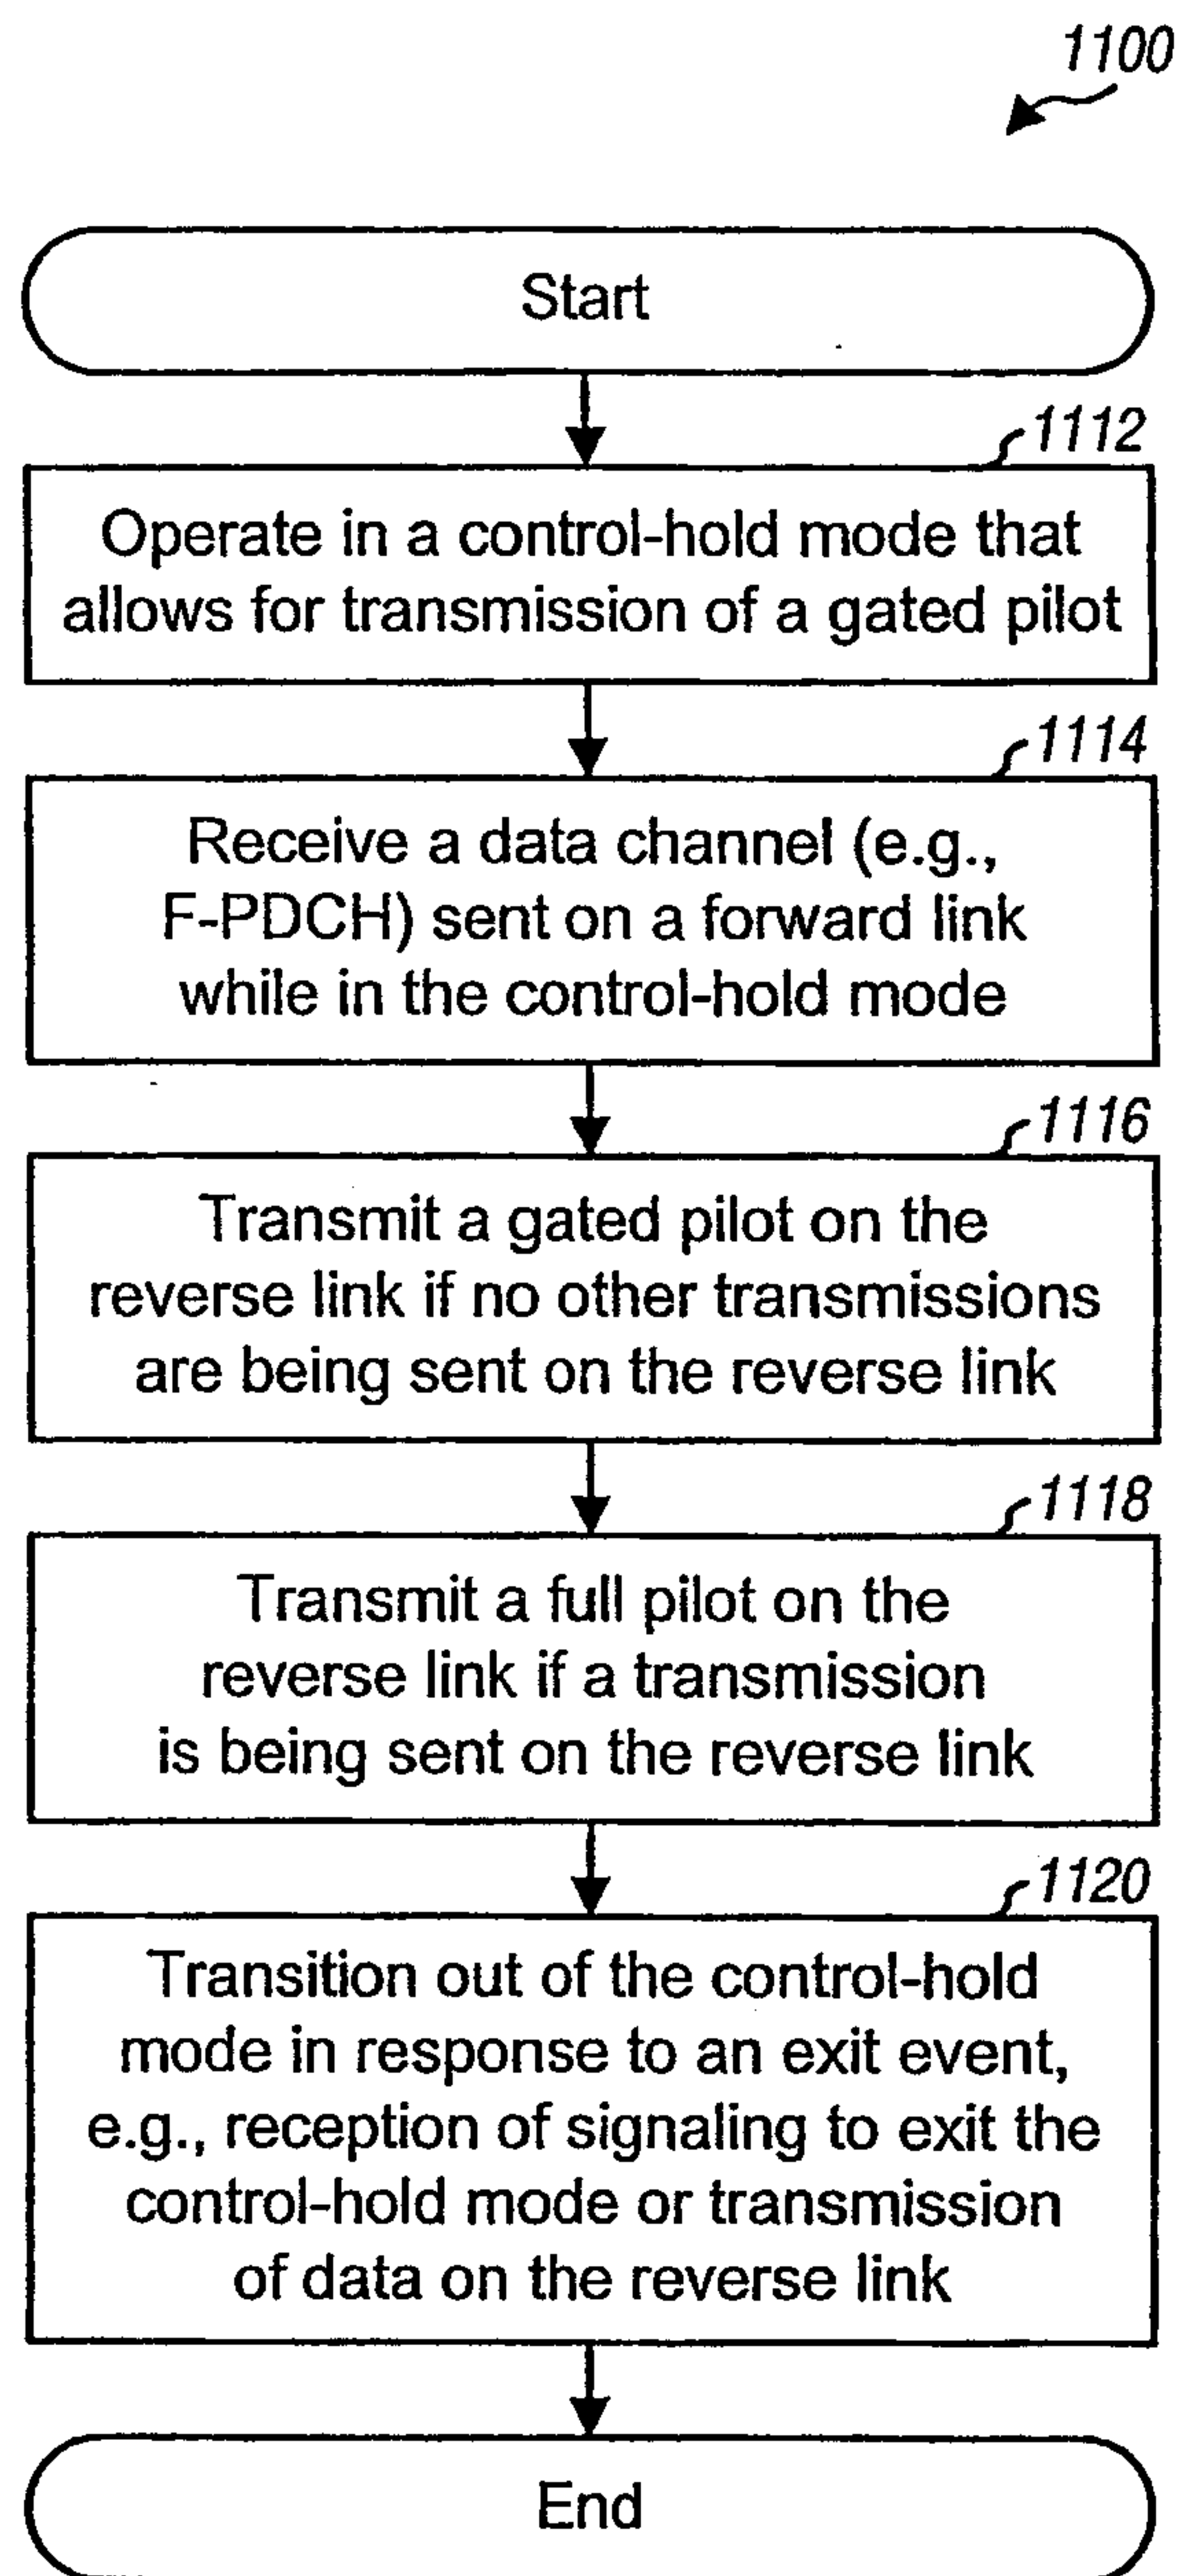 1100
Start
1112
Operate in a control-hold mode that
allows for transmission of a gated pilot
1114
Receive a data channel (e.g.,
F-PDCH) sent on a forward link
while in the control-hold mode
1116
Transmit a gated pilot on the
reverse link if no other transmissions
are being sent on the reverse link
1118
Transmit a full pilot on the
reverse link if a transmission
is being sent on the reverse link
1120
Transition out of the control-hold
mode in response to an exit event,
e.g., reception of signaling to exit the
control-hold mode or transmission
of data on the reverse link
End